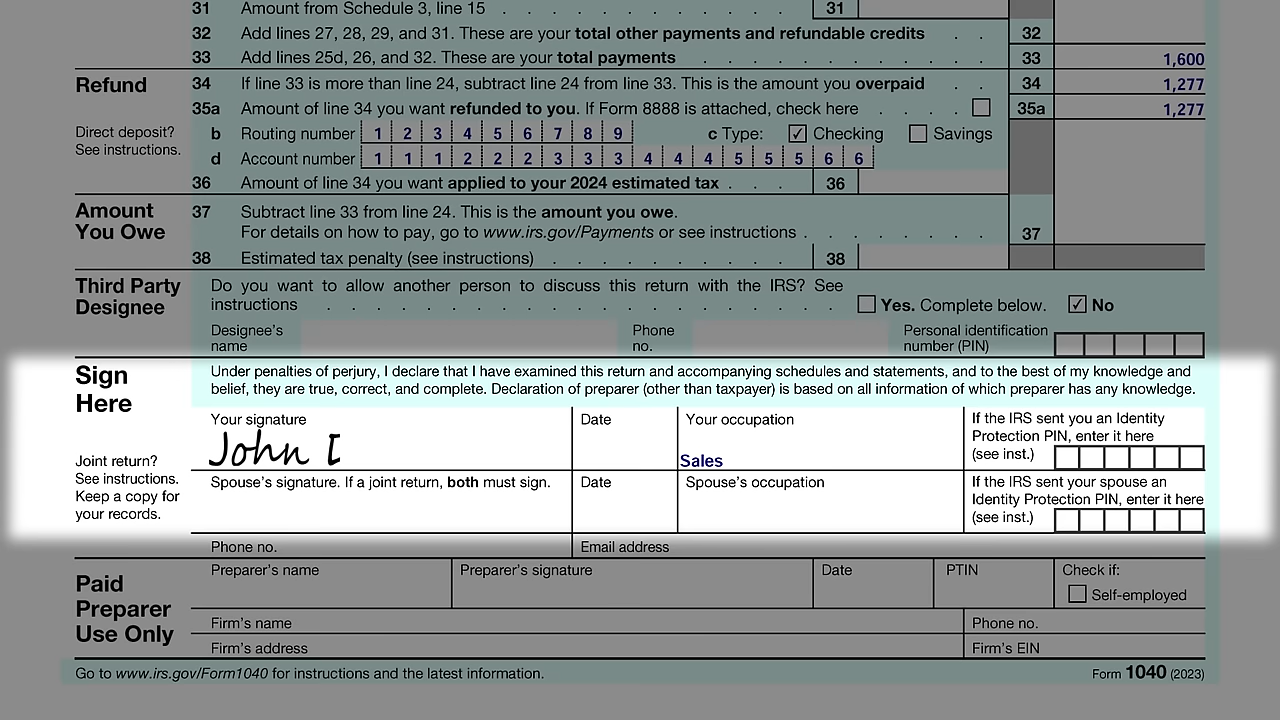 31 Amount from Schedule 3, line 15 . . . . . . . . . . . . 31
32 Add lines 27, 28, 29, and 31. These are your total other payments and refundable credits . . 32
33 Add lines 25d, 26, and 32. These are your total payments . . . . . . . . . . . . 33 1,600
Refund 34 If line 33 is more than line 24, subtract line 24 from line 33. This is the amount you overpaid . . 34 1,277
35a Amount of line 34 you want refunded to you. If Form 8888 is attached, check here . . . . 35a 1,277
Direct deposit? See instructions.
b Routing number 1 2 3 4 5 6 7 8 9 c Type: ✓ Checking Savings
d Account number 1 1 1 2 2 2 3 3 3 4 4 4 5 5 5 6 6
36 Amount of line 34 you want applied to your 2024 estimated tax . . . 36
Amount You Owe
37 Subtract line 33 from line 24. This is the amount you owe.
For details on how to pay, go to www.irs.gov/Payments or see instructions . . . . . . . . 37
38 Estimated tax penalty (see instructions) . . . . . . . . . . 38
Third Party Designee
Do you want to allow another person to discuss this return with the IRS? See
instructions . . . . . . . . . . . . . . . . . . . . Yes. Complete below. ✓ No
Designee's name
Phone no.
Personal identification number (PIN)
Sign Here
Under penalties of perjury, I declare that I have examined this return and accompanying schedules and statements, and to the best of my knowledge and
belief, they are true, correct, and complete. Declaration of preparer (other than taxpayer) is based on all information of which preparer has any knowledge.
Your signature
John
Date
Your occupation
Sales
If the IRS sent you an Identity
Protection PIN, enter it here
(see inst.)
Joint return?
See instructions.
Keep a copy for
your records.
Spouse's signature. If a joint return, both must sign.
Date
Spouse's occupation
If the IRS sent your spouse an
Identity Protection PIN, enter it here
(see inst.)
Phone no.
Email address
Paid
Preparer
Use Only
Preparer's name
Preparer's signature
Date
PTIN
Check if:
Self-employed
Firm's name
Phone no.
Firm's address
Firm's EIN
Go to www.irs.gov/Form1040 for instructions and the latest information.
Form 1040 (2023)